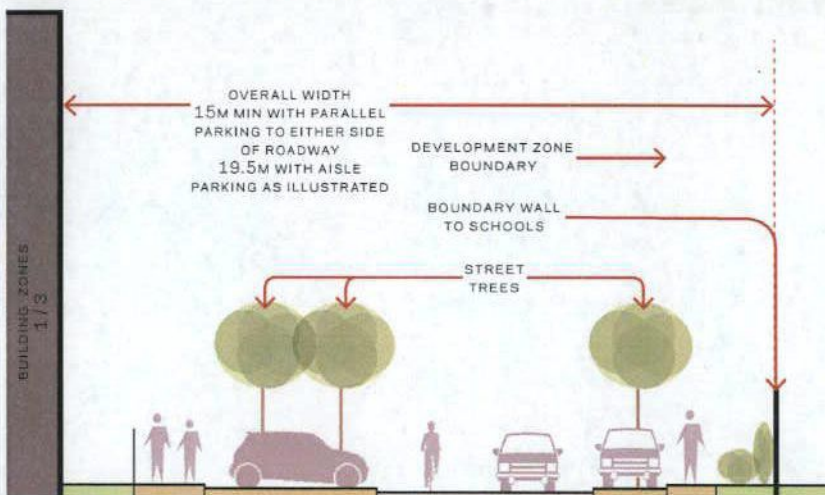 OVERALL WIDTH
15M MIN WITH PARALLEL
PARKING TO EITHER SIDE
OF ROADWAY
19.5M WITH AISLE
PARKING AS ILLUSTRATED
DEVELOPMENT ZONE
BOUNDARY
BOUNDARY WALL
TO SCHOOLS
STREET
TREES
BUILDING ZONES
1/3